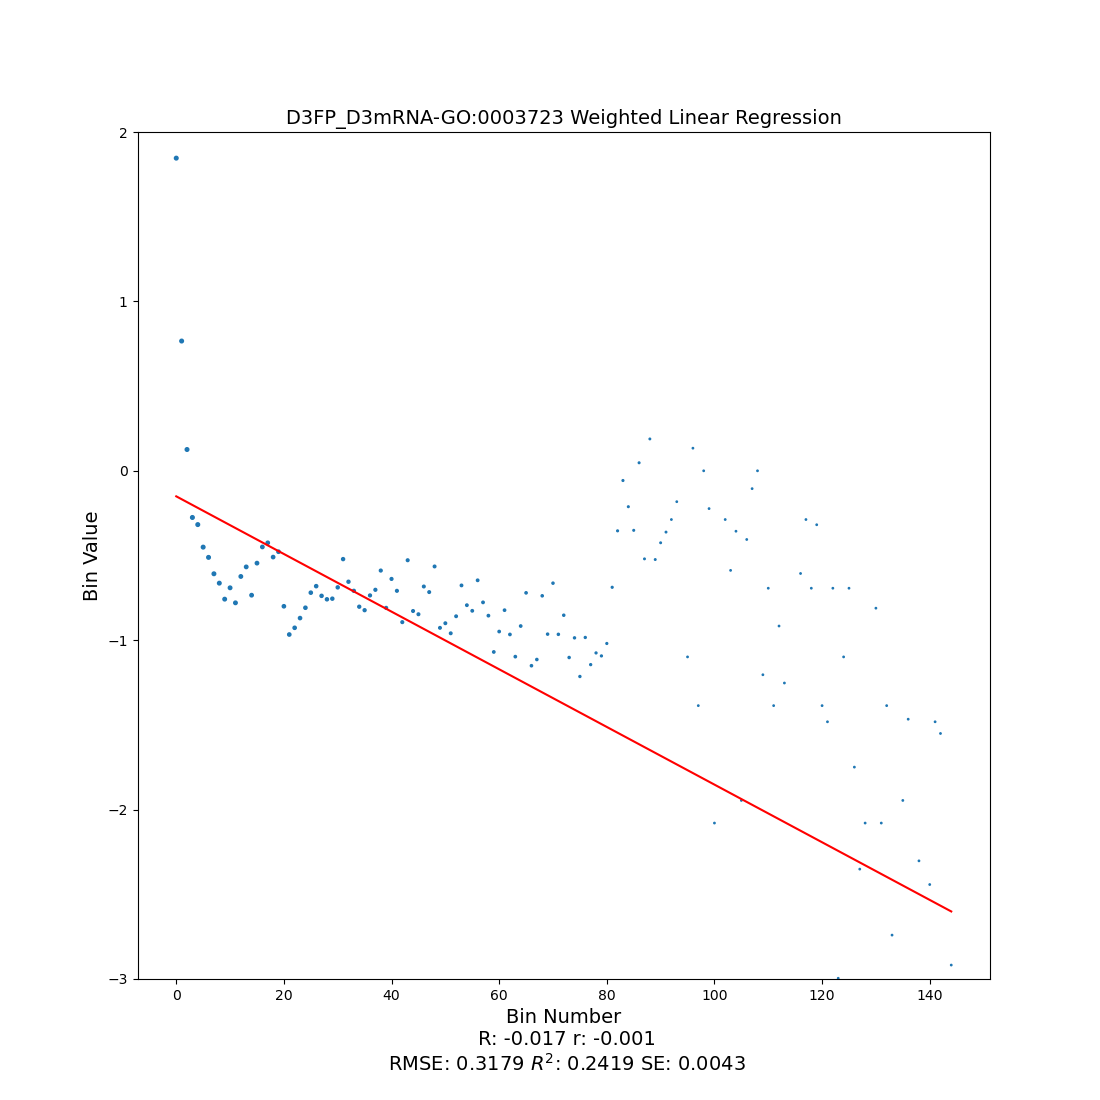 D3FP_D3mRNA-GO:0003723 Weighted Linear Regression
2
1
0
−1
−2
−3
Bin Value
0 20 40 60 80 100 120 140
Bin Number
R: -0.017 r: -0.001
RMSE: 0.3179 R²: 0.2419 SE: 0.0043